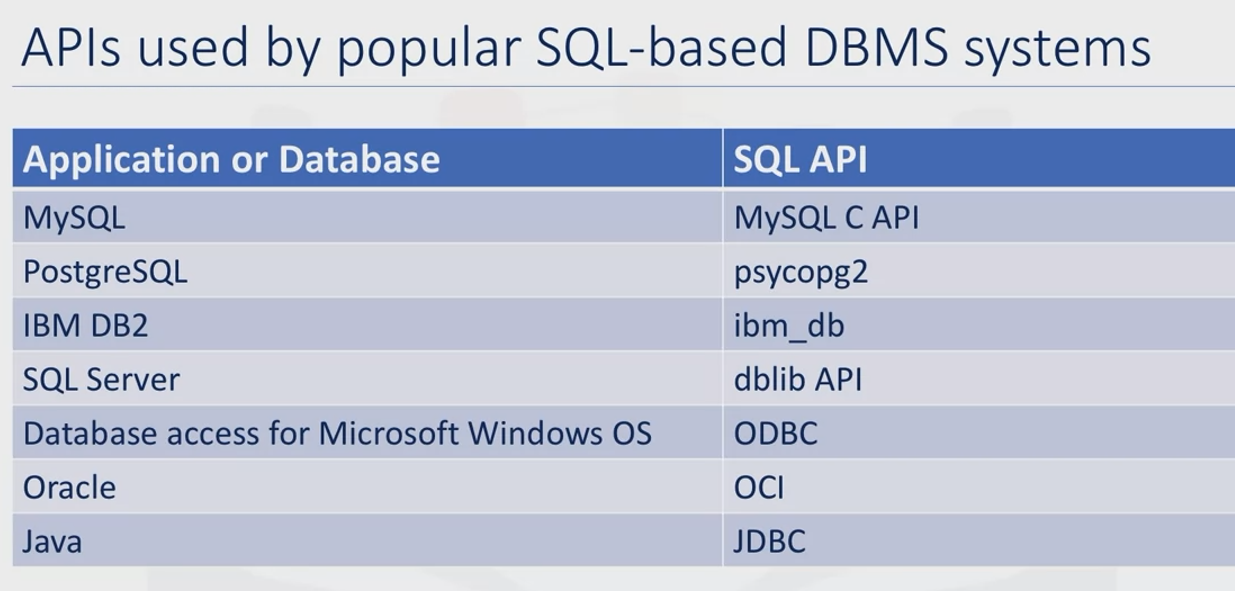 APIs used by popular SQL-based DBMS systems
Application or Database SQL API
MySQL MySQL C API
PostgreSQL psycopg2
IBM DB2 ibm_db
SQL Server dblib API
Database access for Microsoft Windows OS ODBC
Oracle OCI
Java JDBC